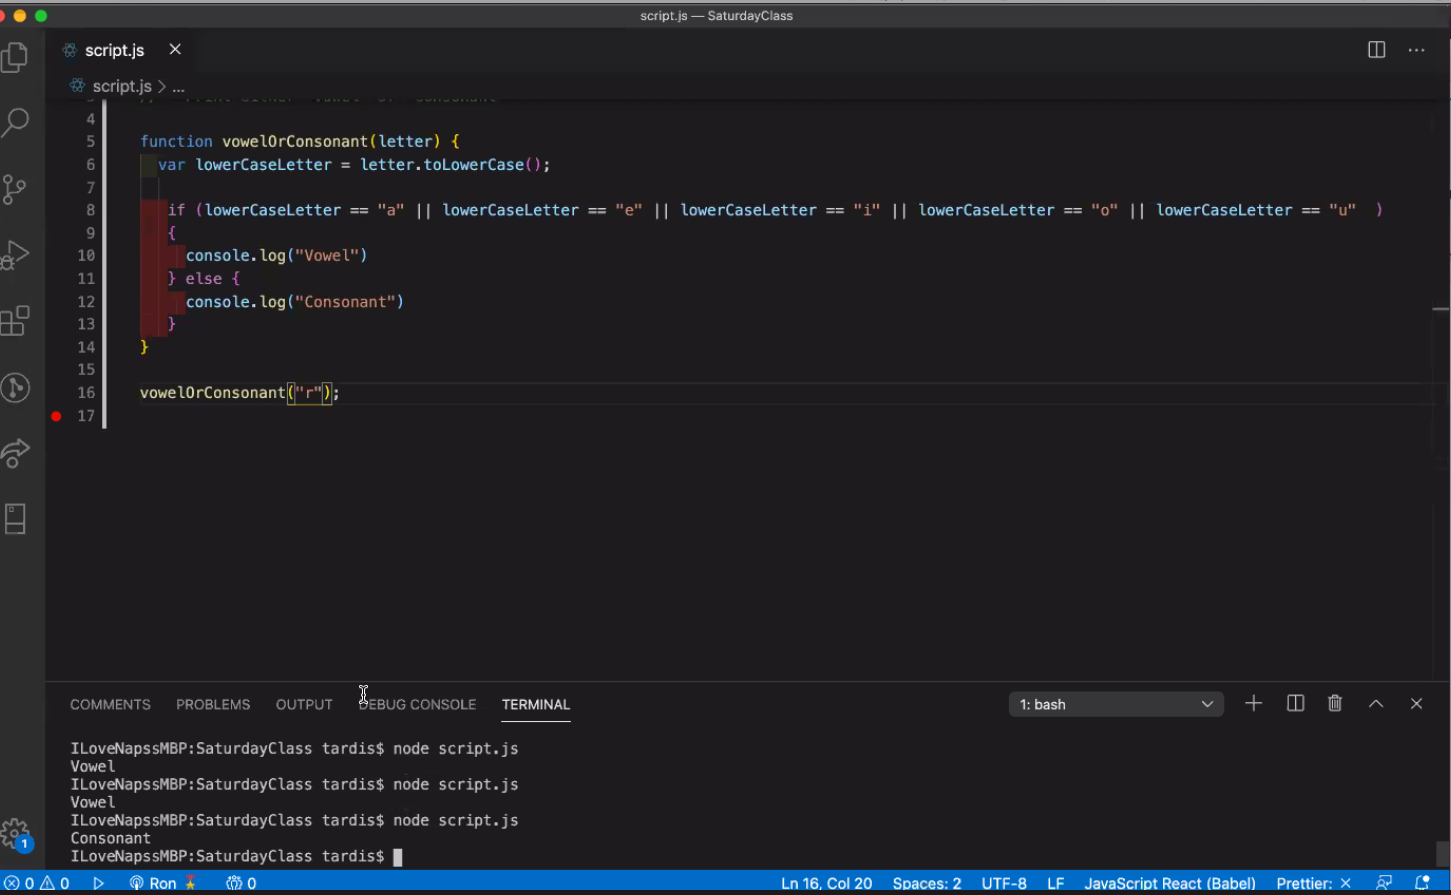 script.js — SaturdayClass
script.js
script.js > ...
4
5 function vowelOrConsonant(letter) {
6 var lowerCaseLetter = letter.toLowerCase();
7
8 if (lowerCaseLetter == "a" || lowerCaseLetter == "e" || lowerCaseLetter == "i" || lowerCaseLetter == "o" || lowerCaseLetter == "u" )
9 {
10 console.log("Vowel")
11 } else {
12 console.log("Consonant")
13 }
14 }
15
16 vowelOrConsonant("r");
17
COMMENTS PROBLEMS OUTPUT DEBUG CONSOLE TERMINAL 1: bash
ILoveNapssMBP:SaturdayClass tardis$ node script.js
Vowel
ILoveNapssMBP:SaturdayClass tardis$ node script.js
Vowel
ILoveNapssMBP:SaturdayClass tardis$ node script.js
Consonant
ILoveNapssMBP:SaturdayClass tardis$
1
0 0 Ron 0 Ln 16, Col 20 Spaces: 2 UTF-8 LF JavaScript React (Babel) Prettier: ×